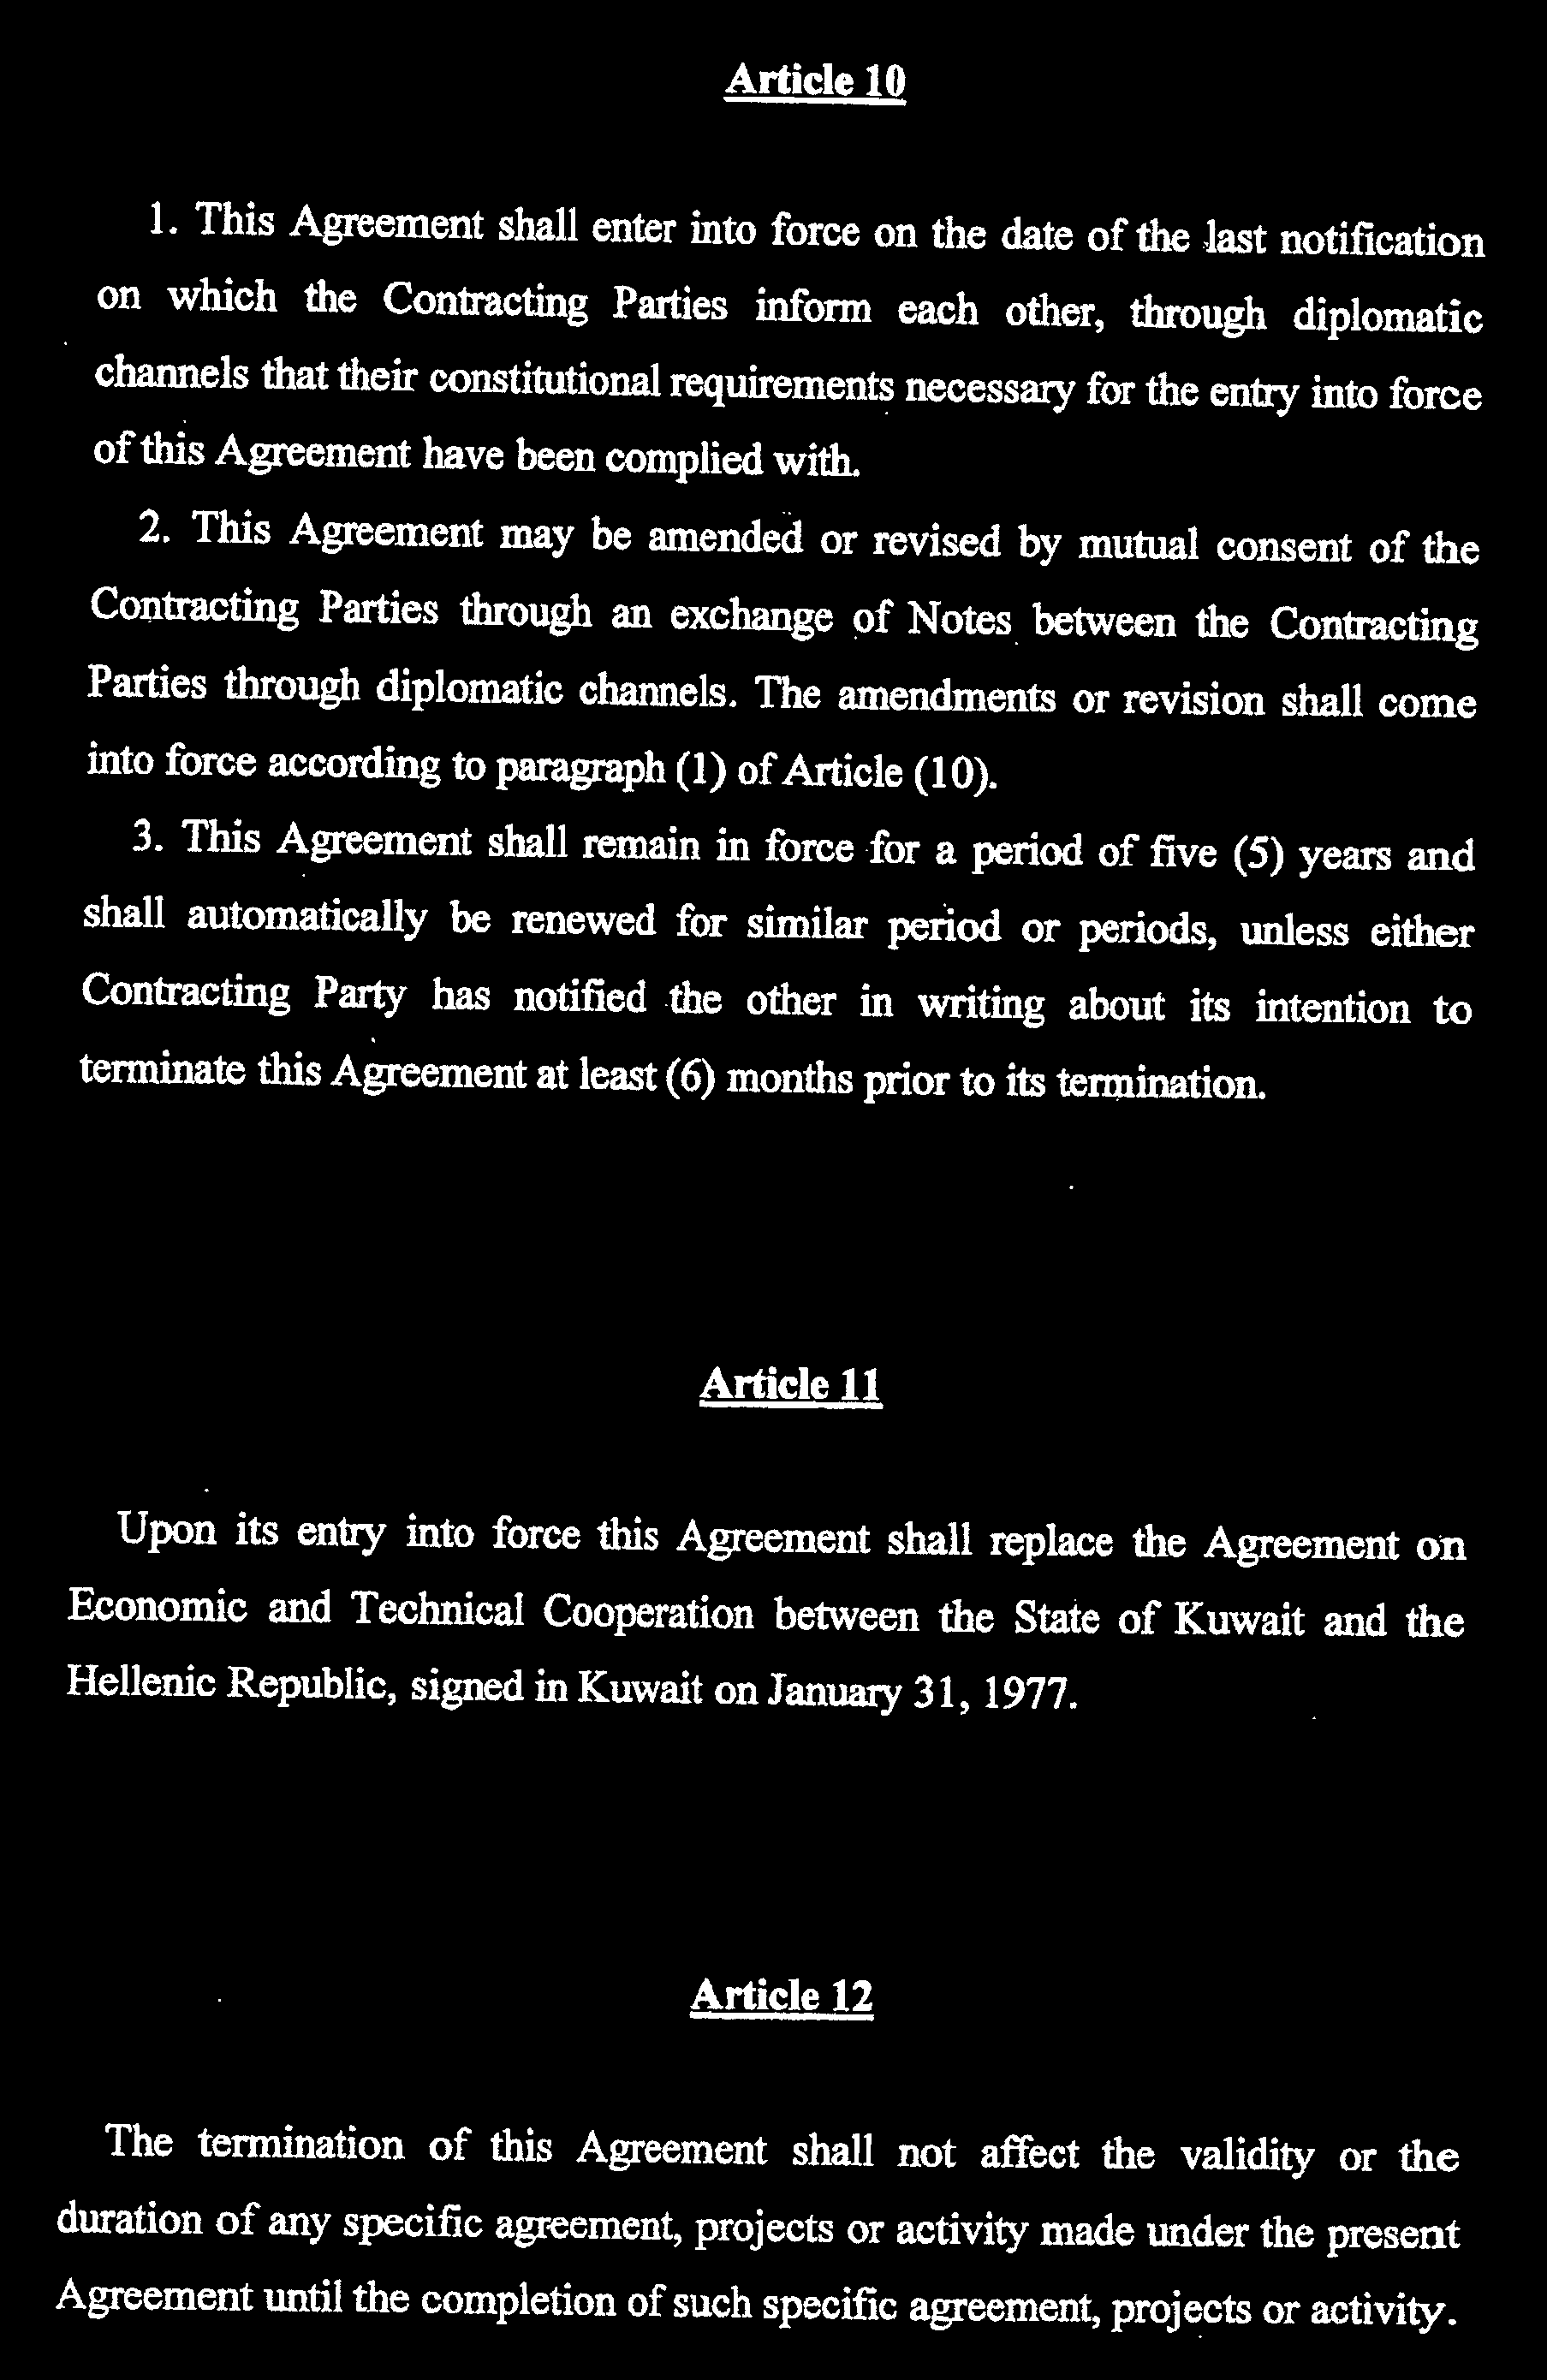 Article 10
1. This Agreement shall enter into force on the date of the last notification
on which the Contracting Parties inform each other, through diplomatic
channels that their constitutional requirements necessary for the entry into force
of this Agreement have been complied with.
2. This Agreement may be amended or revised by mutual consent of the
Contracting Parties through an exchange of Notes between the Contracting
Parties through diplomatic channels. The amendments or revision shall come
into force according to paragraph (1) of Article (10).
3. This Agreement shall remain in force for a period of five (5) years and
shall automatically be renewed for similar period or periods, unless either
Contracting Party has notified the other in writing about its intention to
terminate this Agreement at least (6) months prior to its termination.
Article 11
Upon its entry into force this Agreement shall replace the Agreement on
Economic and Technical Cooperation between the State of Kuwait and the
Hellenic Republic, signed in Kuwait on January 31, 1977.
Article 12
The termination of this Agreement shall not affect the validity or the
duration of any specific agreement, projects or activity made under the present
Agreement until the completion of such specific agreement, projects or activity.